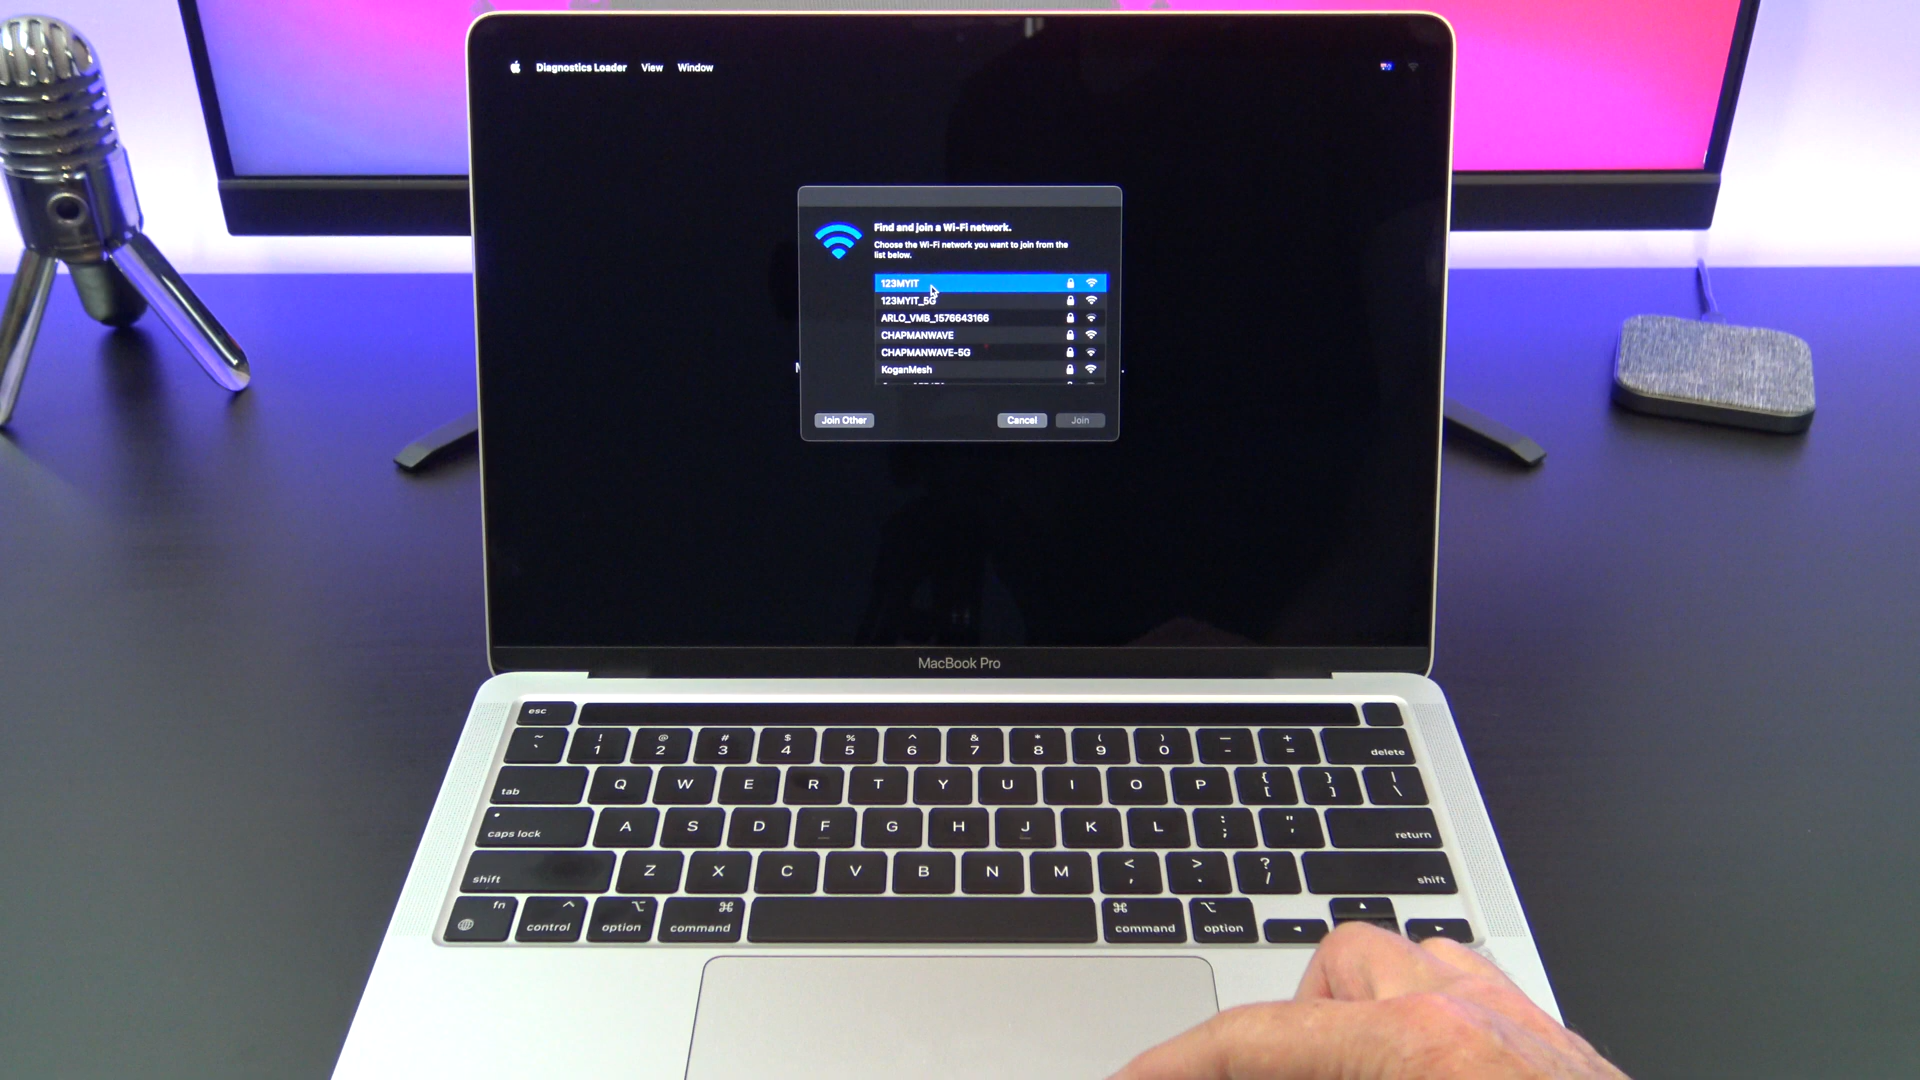 Diagnostics Loader View Window
Find and join a Wi-Fi network.
Choose the Wi-Fi network you want to join from the
list below.
123MYIT
123MYIT_5G
ARLO_VMB_1576643166
CHAPMANWAVE
CHAPMANWAVE-5G
KoganMesh
Join Other Cancel Join
MacBook Pro
esc
~ ! @ # $ % ^ & * ( ) — +
` 1 2 3 4 5 6 7 8 9 0 - = delete
tab Q W E R T Y U I O P { [ } ] | \
caps lock A S D F G H J K L : ; " ' return
shift Z X C V B N M < , > . ? / shift
fn control option command command option